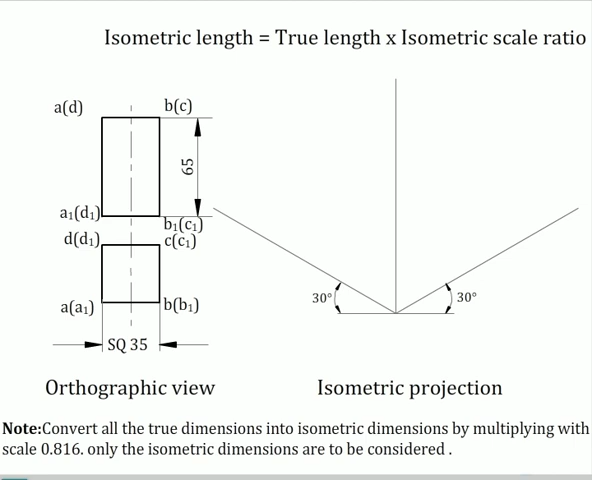 Isometric length = True length x Isometric scale ratio
a(d) b(c)
65
a₁(d₁) b₁(c₁)
d(d₁) c(c₁)
a(a₁) b(b₁)
SQ 35
30° 30°
Orthographic view Isometric projection
Note:Convert all the true dimensions into isometric dimensions by multiplying with
scale 0.816. only the isometric dimensions are to be considered .